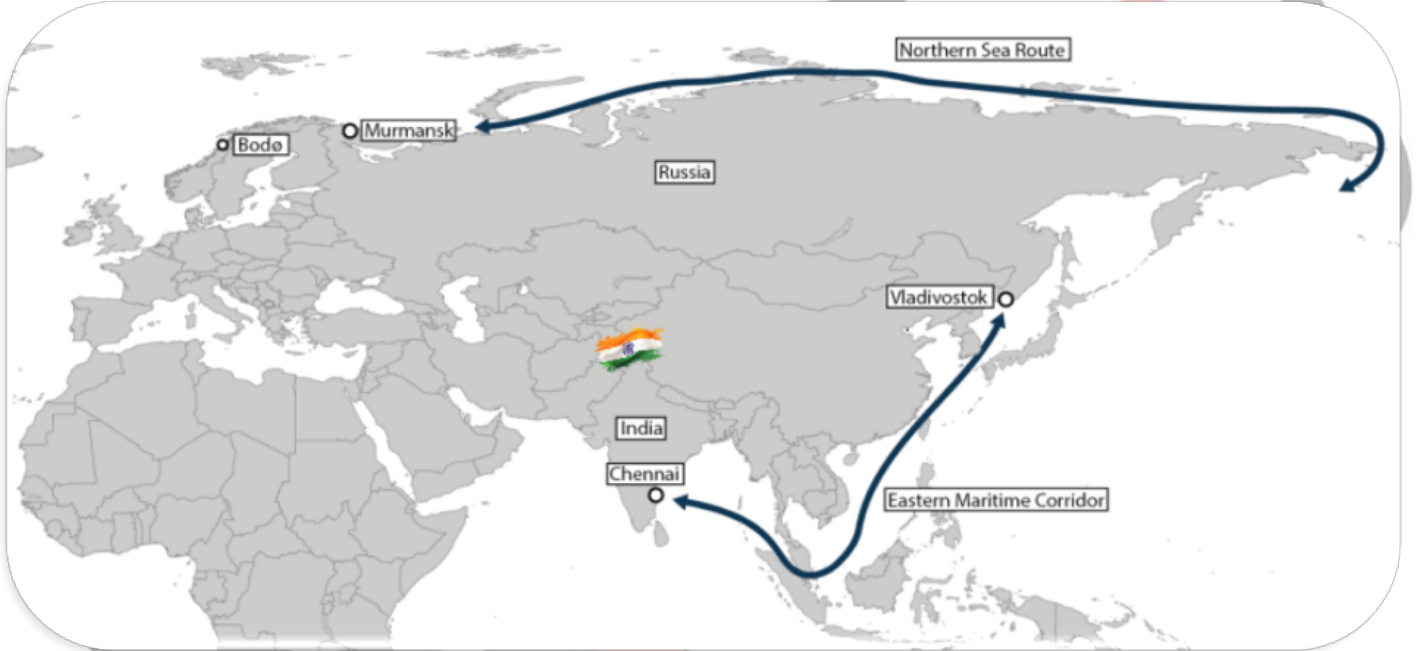 Northern Sea Route
Murmansk
Bodø
Russia
Vladivostok
India
Chennai
Eastern Maritime Corridor